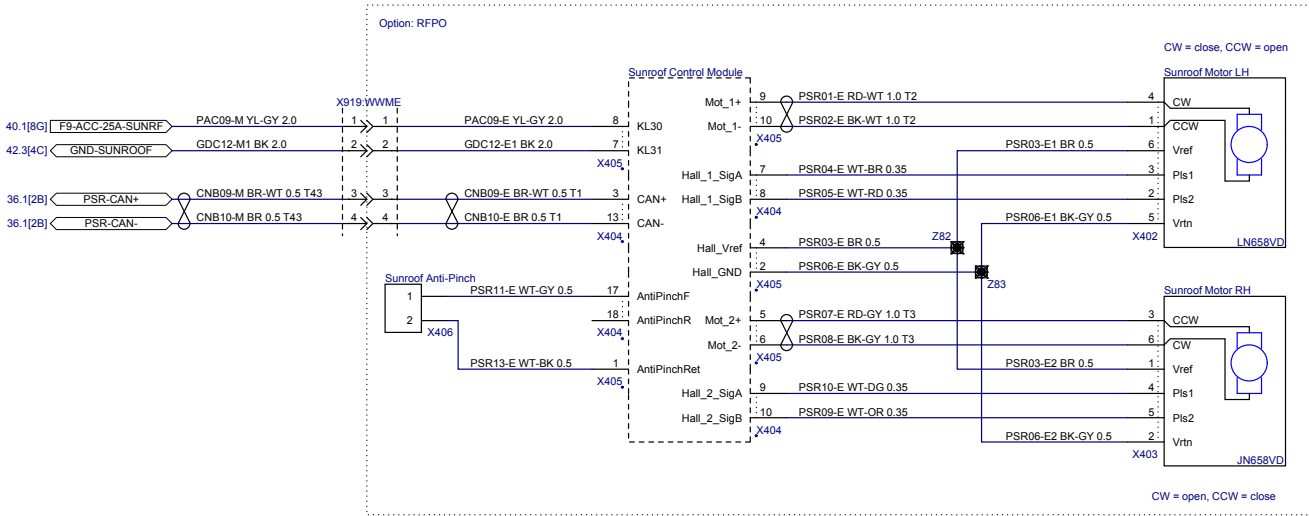 Option: RFPO
CW = close, CCW = open
Sunroof Control Module
Sunroof Motor LH
X919:WWME
9 PSR01-E RD-WT 1.0 T2 4
Mot_1+
CW
40.1[8G] F9-ACC-25A-SUNRF PAC09-M YL-GY 2.0 1 1 PAC09-E YL-GY 2.0 8 KL30
Mot_1- 10 PSR02-E BK-WT 1.0 T2 1 CCW
X405
42.3[4C] GND-SUNROOF GDC12-M1 BK 2.0 2 2 GDC12-E1 BK 2.0 7 KL31
X405
PSR03-E1 BR 0.5 6 Vref
Hall_1_SigA 7 PSR04-E WT-BR 0.35 3 Pls1
36.1[2B] PSR-CAN+ CNB09-M BR-WT 0.5 T43 3 3 CNB09-E BR-WT 0.5 T1 3 CAN+
Hall_1_SigB 8 PSR05-E WT-RD 0.35 2 Pls2
X404
36.1[2B] PSR-CAN- CNB10-M BR 0.5 T43 4 4 CNB10-E BR 0.5 T1 13 CAN-
X404
PSR06-E1 BK-GY 0.5 5 Vrtn
X402
LN658VD
Hall_Vref 4 PSR03-E BR 0.5 Z82
Hall_GND 2 PSR06-E BK-GY 0.5 Z83
X405
Sunroof Anti-Pinch
Sunroof Motor RH
1 PSR11-E WT-GY 0.5 17 AntiPinchF
2 X406
18 AntiPinchR
X404
Mot_2+ 5 PSR07-E RD-GY 1.0 T3 3 CCW
Mot_2- 6 PSR08-E BK-GY 1.0 T3 6 CW
X405
PSR13-E WT-BK 0.5 1 AntiPinchRet
X405
PSR03-E2 BR 0.5 1 Vref
Hall_2_SigA 9 PSR10-E WT-DG 0.35 4 Pls1
Hall_2_SigB 10 PSR09-E WT-OR 0.35 5 Pls2
X404
PSR06-E2 BK-GY 0.5 2 Vrtn
X403
JN658VD
CW = open, CCW = close